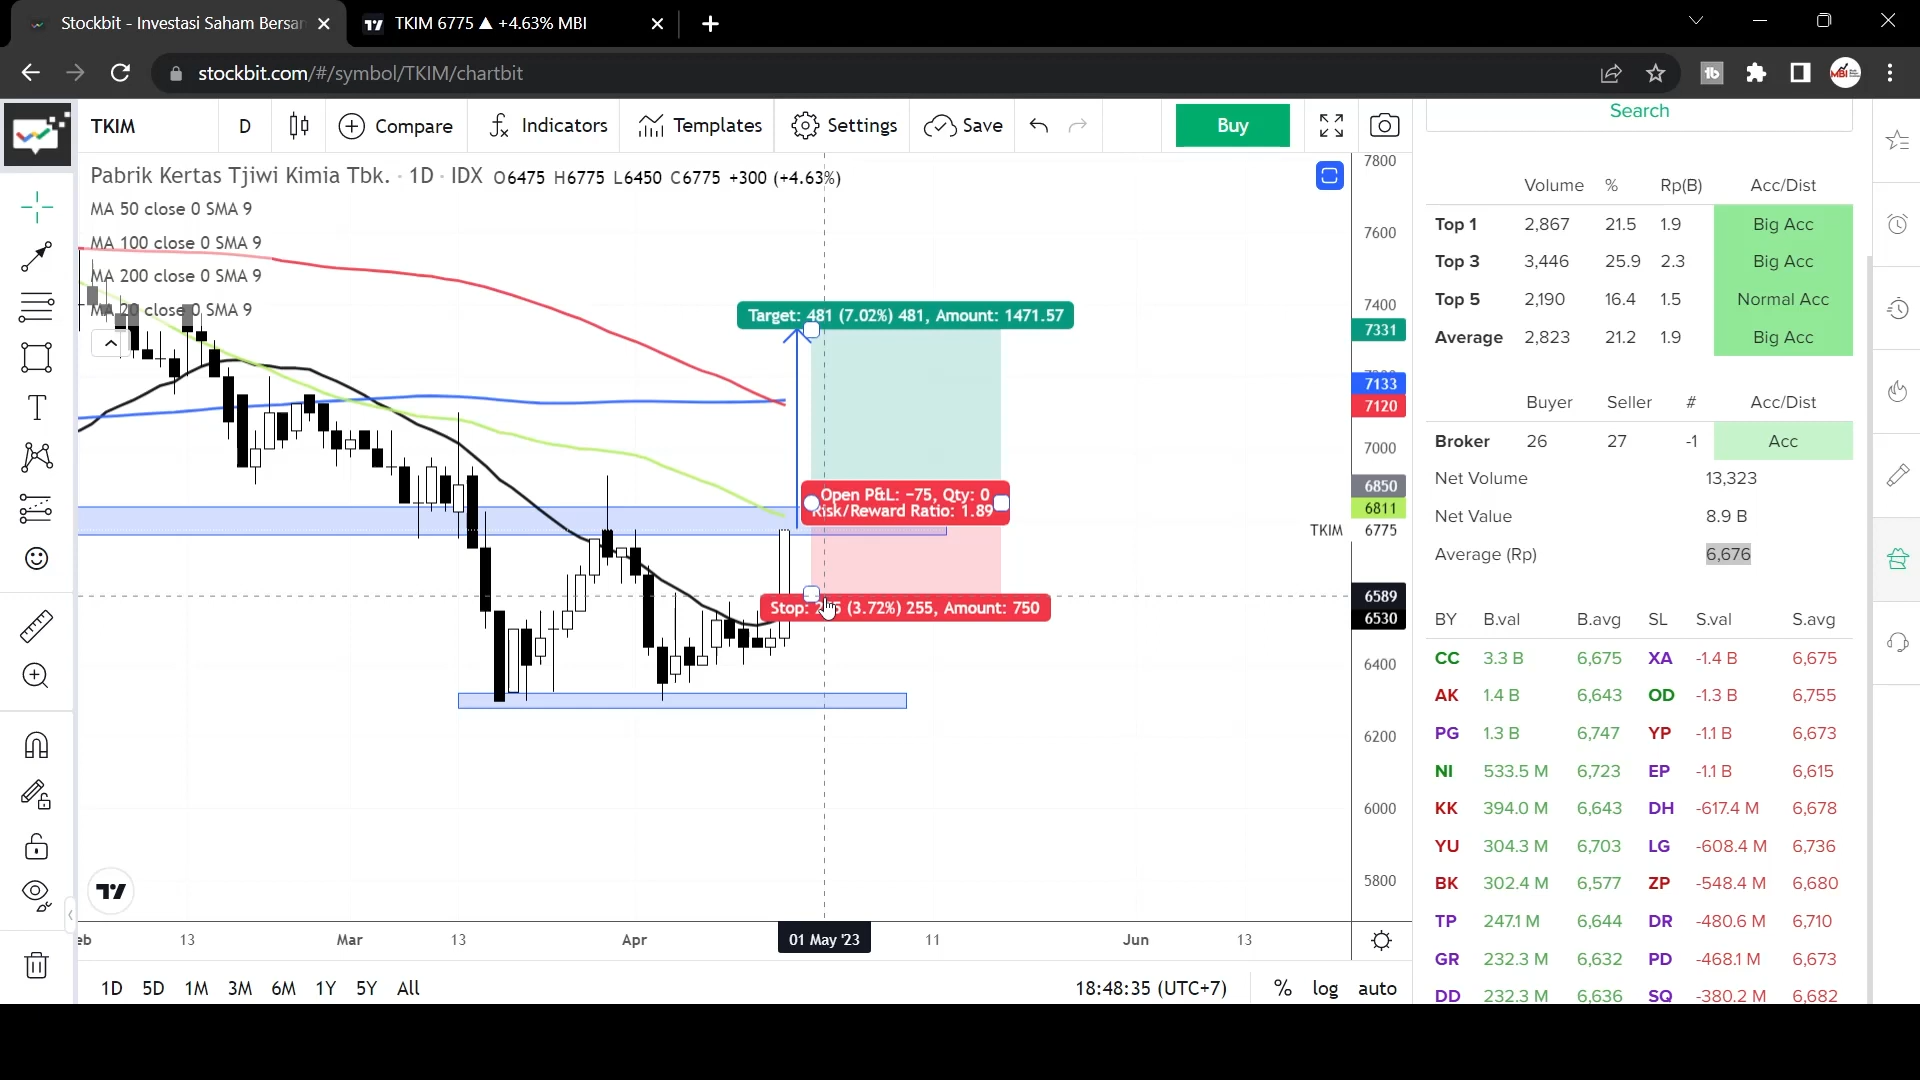 Stockbit - Investasi Saham Bersar
TKIM 6775 ▲ +4.63% MBI
stockbit.com/#/symbol/TKIM/chartbit
TKIM
D
Compare
Indicators
Templates
Settings
Save
Buy
Pabrik Kertas Tjiwi Kimia Tbk. · 1D · IDX O6475 H6775 L6450 C6775 +300 (+4.63%)
MA 50 close 0 SMA 9
MA 100 close 0 SMA 9
MA 200 close 0 SMA 9
MA 20 close 0 SMA 9
Target: 481 (7.02%) 481, Amount: 1471.57
Open P&L: −75, Qty: 0
Risk/Reward Ratio: 1.89
(3.72%) 255, Amount: 750
Stop:
7800
7600
7400
7331
7133
7120
7000
6850
6811
TKIM 6775
6589
6530
6400
6200
6000
5800
eb
13
Mar
13
Apr
01 May '23
11
Jun
13
1D 5D 1M 3M 6M 1Y 5Y All
18:48:35 (UTC+7)
% log auto
Search
Volume % Rp(B) Acc/Dist
Top 1 2,867 21.5 1.9 Big Acc
Top 3 3,446 25.9 2.3 Big Acc
Top 5 2,190 16.4 1.5 Normal Acc
Average 2,823 21.2 1.9 Big Acc
Buyer Seller # Acc/Dist
Broker 26 27 -1 Acc
Net Volume 13,323
Net Value 8.9 B
Average (Rp) 6,676
BY B.val B.avg SL S.val S.avg
CC 3.3 B 6,675 XA -1.4 B 6,675
AK 1.4 B 6,643 OD -1.3 B 6,755
PG 1.3 B 6,747 YP -1.1 B 6,673
NI 533.5 M 6,723 EP -1.1 B 6,615
KK 394.0 M 6,643 DH -617.4 M 6,678
YU 304.3 M 6,703 LG -608.4 M 6,736
BK 302.4 M 6,577 ZP -548.4 M 6,680
TP 247.1 M 6,644 DR -480.6 M 6,710
GR 232.3 M 6,632 PD -468.1 M 6,673
DD 232.3 M 6,636 SQ -380.2 M 6,682